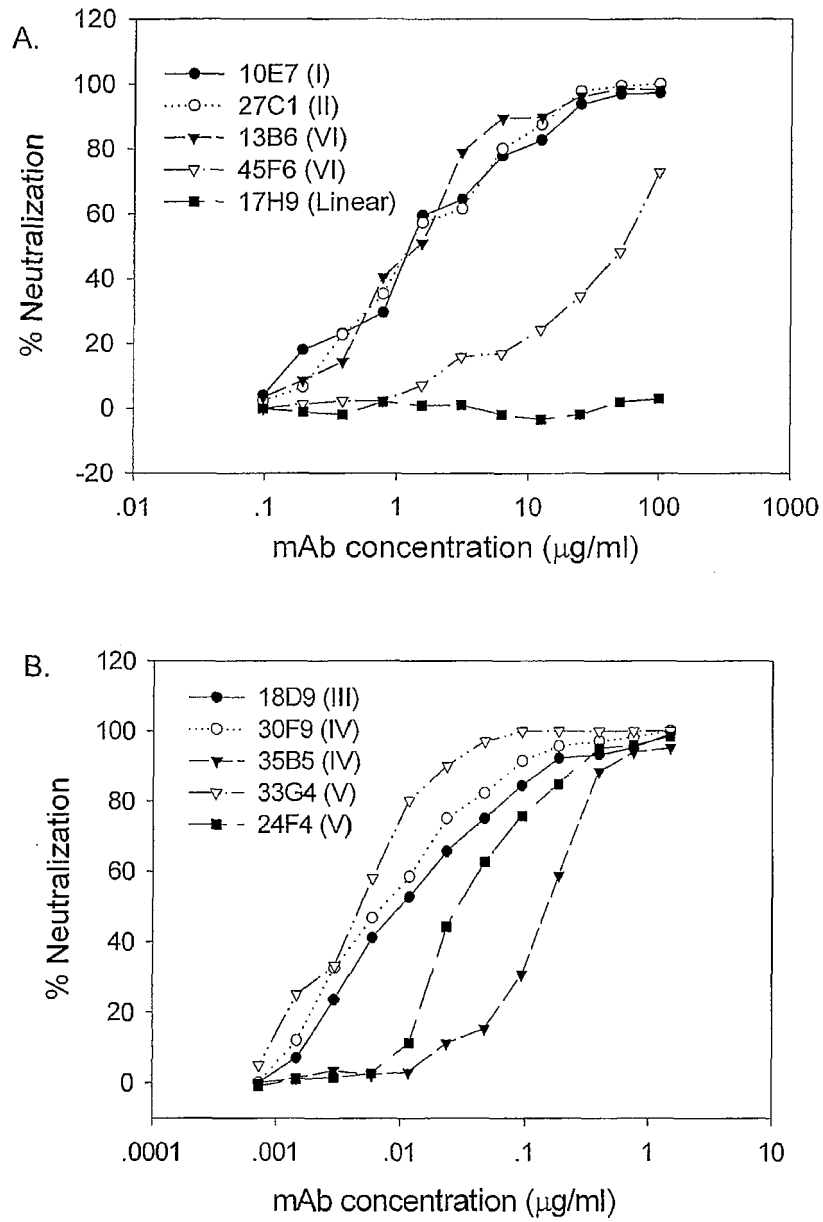 A.
120
100
80
60
40
20
0
-20
% Neutralization
10E7 (I)
27C1 (II)
13B6 (VI)
45F6 (VI)
17H9 (Linear)
.01 .1 1 10 100 1000
mAb concentration (μg/ml)
B.
120
100
80
60
40
20
0
% Neutralization
18D9 (III)
30F9 (IV)
35B5 (IV)
33G4 (V)
24F4 (V)
.0001 .001 .01 .1 1 10
mAb concentration (μg/ml)